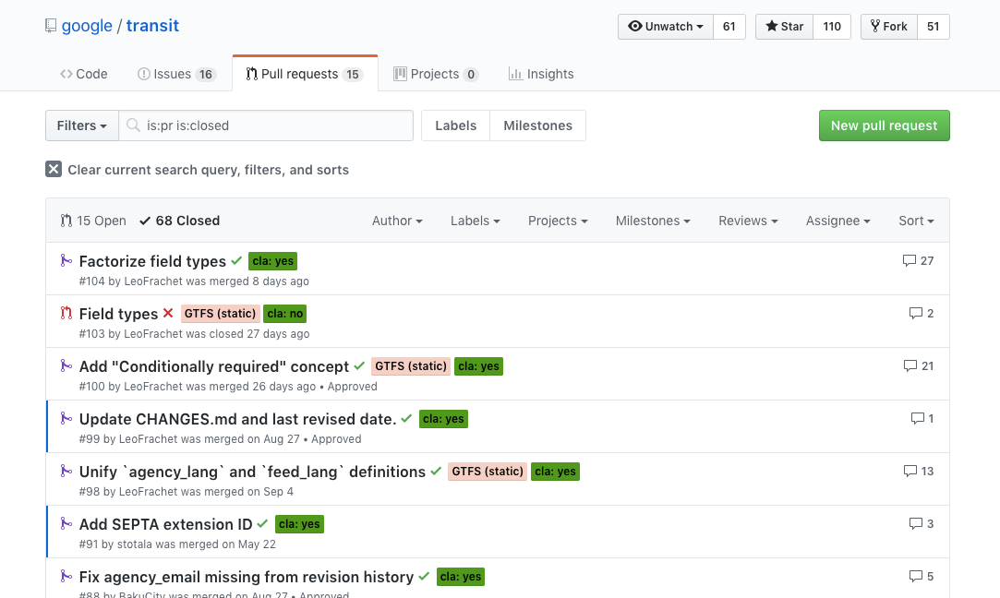 google / transit
Unwatch 61 Star 110 Fork 51
Code Issues 16 Pull requests 15 Projects 0 Insights
Filters is:pr is:closed Labels Milestones New pull request
Clear current search query, filters, and sorts
15 Open 68 Closed Author Labels Projects Milestones Reviews Assignee Sort
Factorize field types cla: yes 27
#104 by LeoFrachet was merged 8 days ago
Field types GTFS (static) cla: no 2
#103 by LeoFrachet was closed 27 days ago
Add "Conditionally required" concept GTFS (static) cla: yes 21
#100 by LeoFrachet was merged 26 days ago • Approved
Update CHANGES.md and last revised date. cla: yes 1
#99 by LeoFrachet was merged on Aug 27 • Approved
Unify `agency_lang` and `feed_lang` definitions GTFS (static) cla: yes 13
#98 by LeoFrachet was merged on Sep 4
Add SEPTA extension ID cla: yes 3
#91 by stotala was merged on May 22
Fix agency_email missing from revision history cla: yes 5
#88 by BakuCity was merged on Aug 27 • Approved